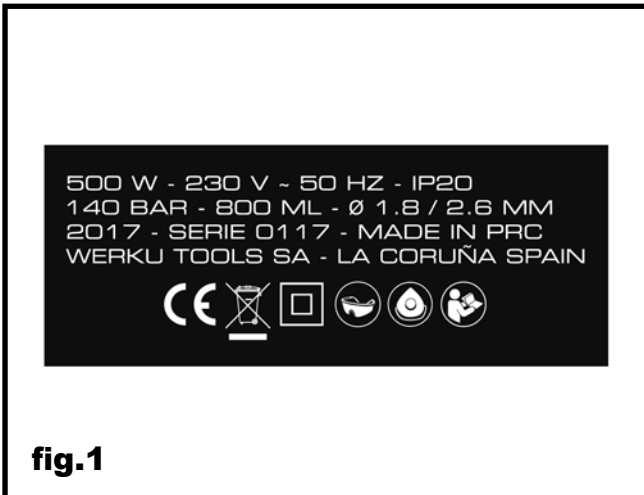 500 W - 230 V ~ 50 HZ - IP20
140 BAR - 800 ML - Ø 1.8 / 2.6 MM
2017 - SERIE 0117 - MADE IN PRC
WERKU TOOLS SA - LA CORUÑA SPAIN
CE
fig.1